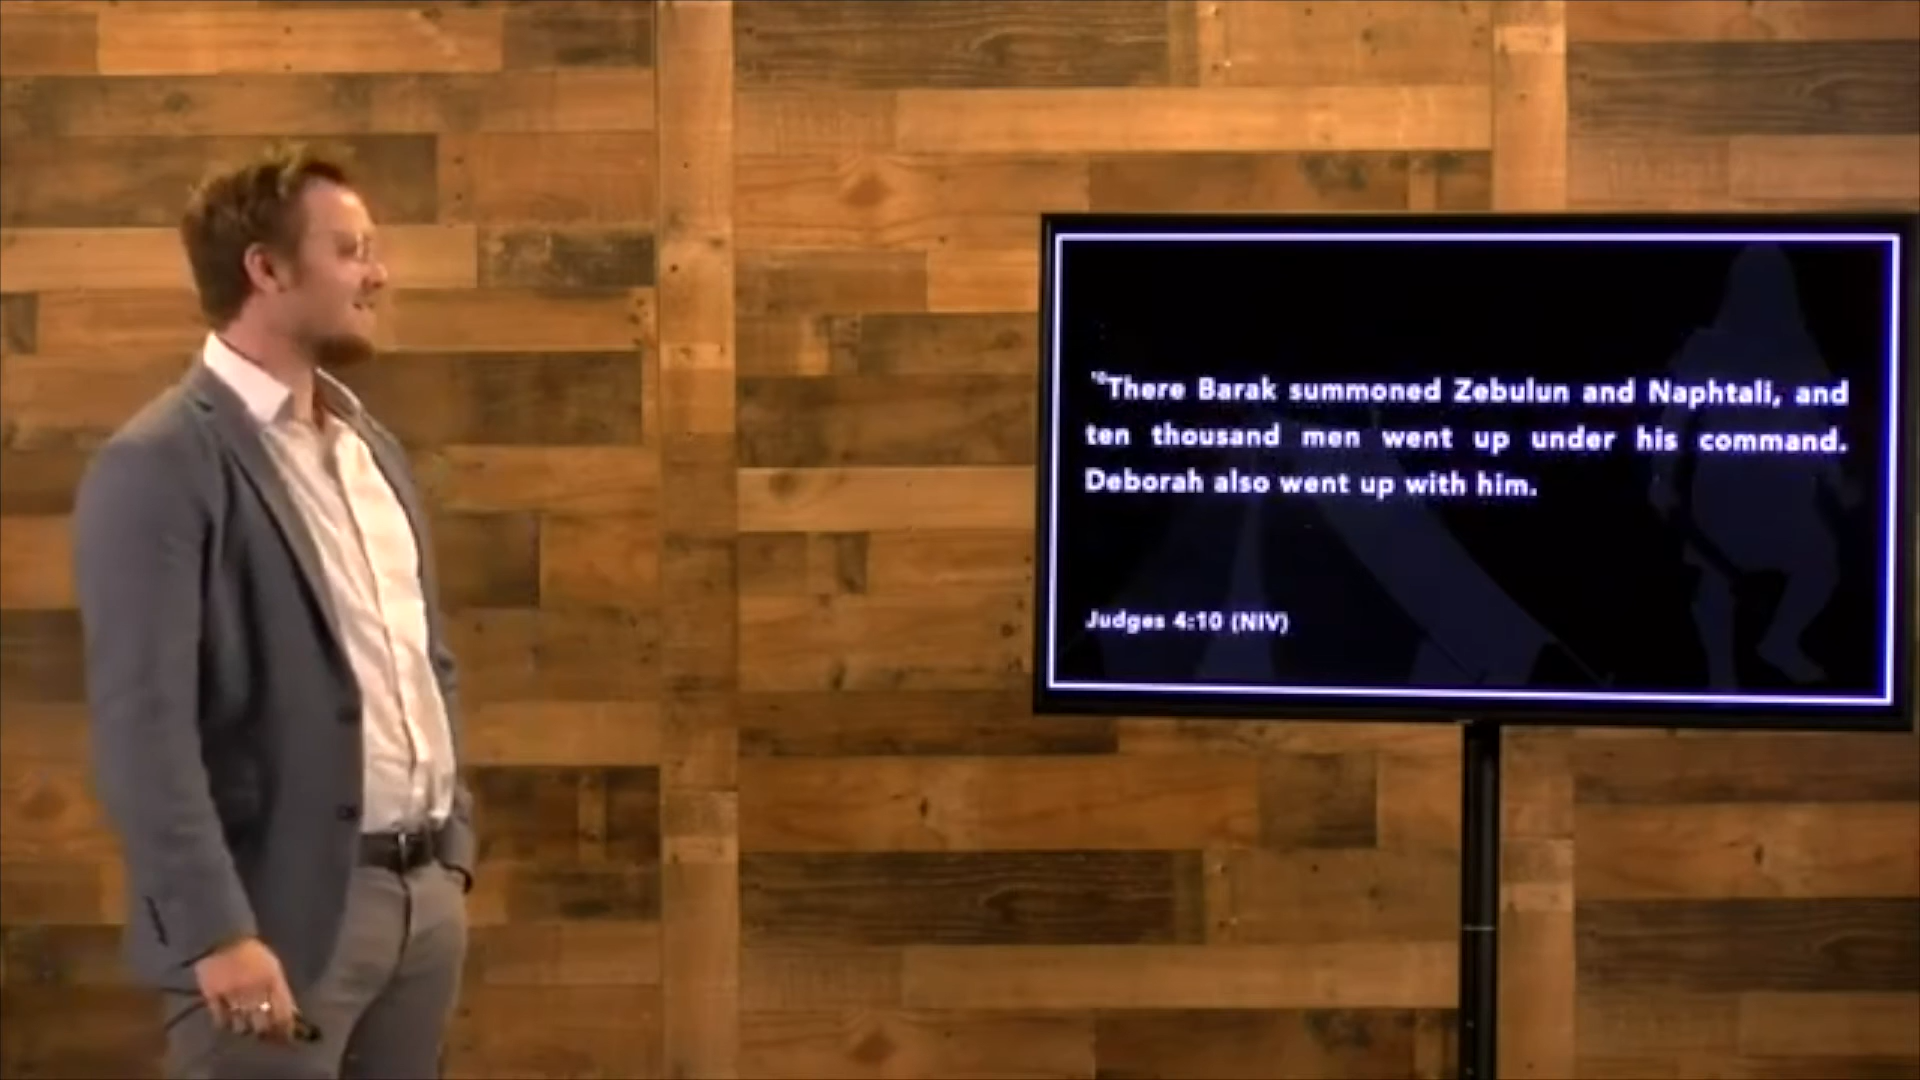 ¹⁰There Barak summoned Zebulun and Naphtali, and
ten thousand men went up under his command.
Deborah also went up with him.
Judges 4:10 (NIV)